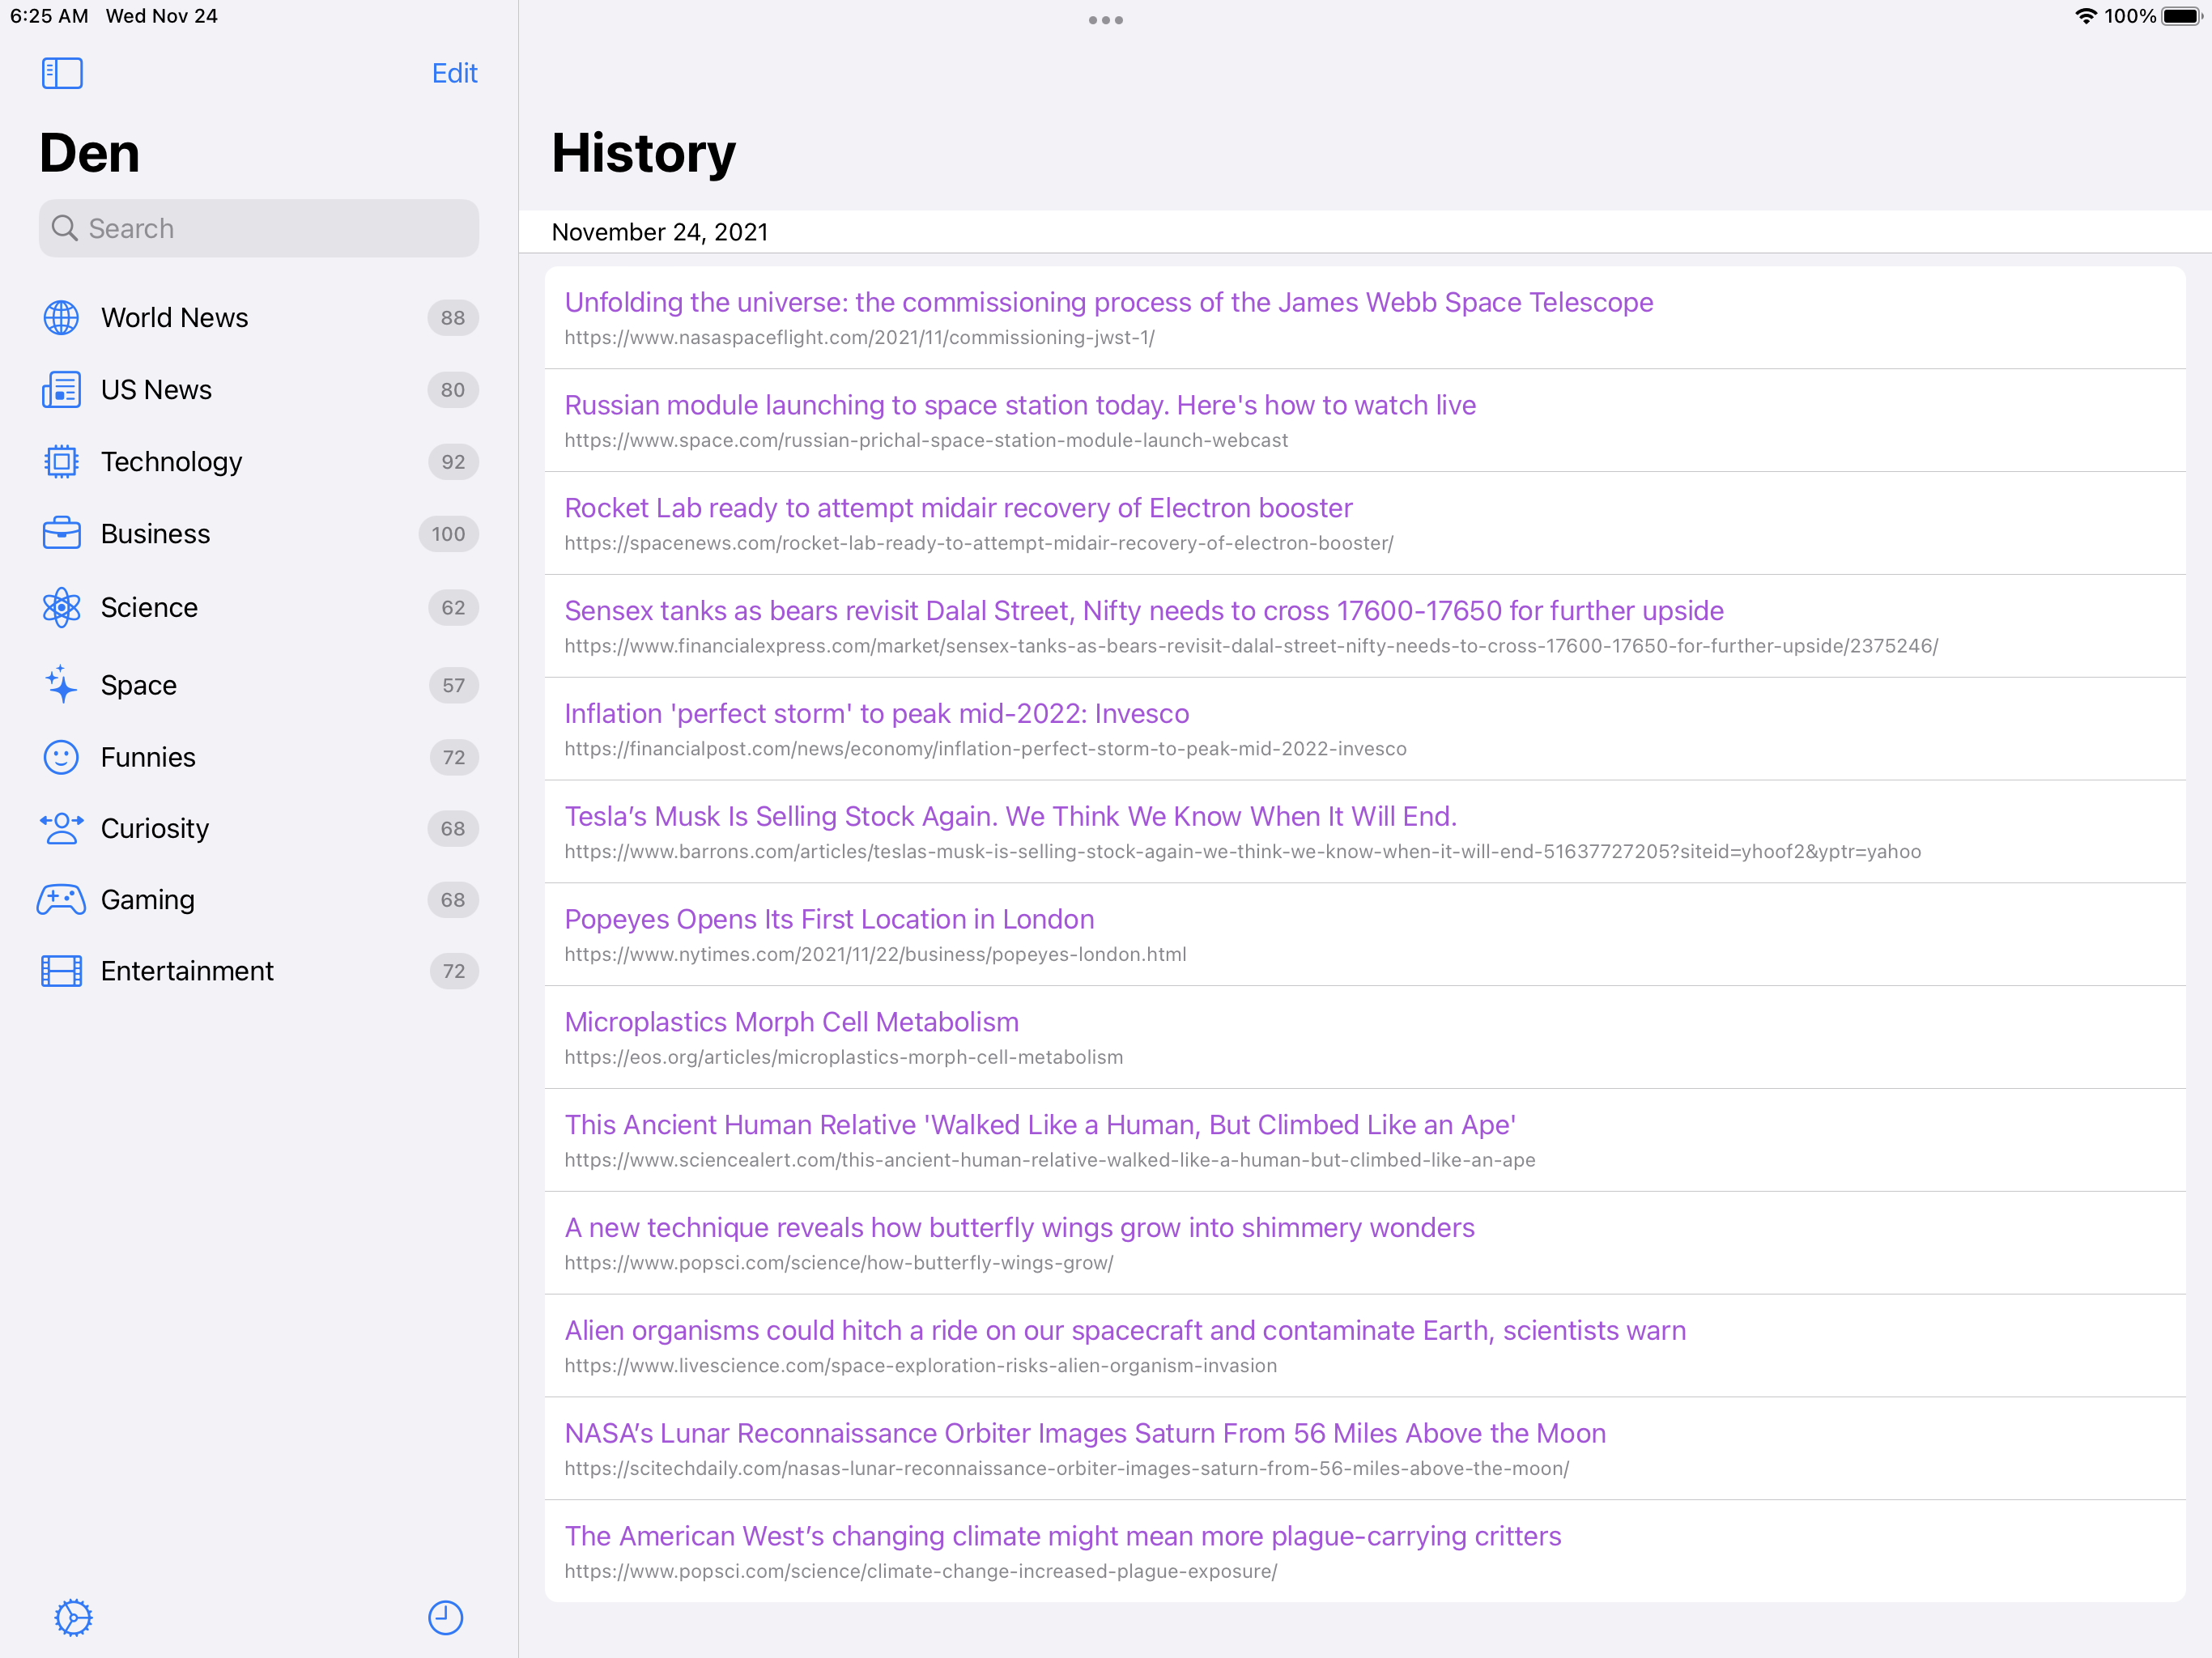 6:25 AM Wed Nov 24
100%
Edit
Den
Search
World News 88
US News 80
Technology 92
Business 100
Science 62
Space 57
Funnies 72
Curiosity 68
Gaming 68
Entertainment 72
History
November 24, 2021
Unfolding the universe: the commissioning process of the James Webb Space Telescope
https://www.nasaspaceflight.com/2021/11/commissioning-jwst-1/
Russian module launching to space station today. Here's how to watch live
https://www.space.com/russian-prichal-space-station-module-launch-webcast
Rocket Lab ready to attempt midair recovery of Electron booster
https://spacenews.com/rocket-lab-ready-to-attempt-midair-recovery-of-electron-booster/
Sensex tanks as bears revisit Dalal Street, Nifty needs to cross 17600-17650 for further upside
https://www.financialexpress.com/market/sensex-tanks-as-bears-revisit-dalal-street-nifty-needs-to-cross-17600-17650-for-further-upside/2375246/
Inflation 'perfect storm' to peak mid-2022: Invesco
https://financialpost.com/news/economy/inflation-perfect-storm-to-peak-mid-2022-invesco
Tesla’s Musk Is Selling Stock Again. We Think We Know When It Will End.
https://www.barrons.com/articles/teslas-musk-is-selling-stock-again-we-think-we-know-when-it-will-end-51637727205?siteid=yhoof2&yptr=yahoo
Popeyes Opens Its First Location in London
https://www.nytimes.com/2021/11/22/business/popeyes-london.html
Microplastics Morph Cell Metabolism
https://eos.org/articles/microplastics-morph-cell-metabolism
This Ancient Human Relative 'Walked Like a Human, But Climbed Like an Ape'
https://www.sciencealert.com/this-ancient-human-relative-walked-like-a-human-but-climbed-like-an-ape
A new technique reveals how butterfly wings grow into shimmery wonders
https://www.popsci.com/science/how-butterfly-wings-grow/
Alien organisms could hitch a ride on our spacecraft and contaminate Earth, scientists warn
https://www.livescience.com/space-exploration-risks-alien-organism-invasion
NASA’s Lunar Reconnaissance Orbiter Images Saturn From 56 Miles Above the Moon
https://scitechdaily.com/nasas-lunar-reconnaissance-orbiter-images-saturn-from-56-miles-above-the-moon/
The American West’s changing climate might mean more plague-carrying critters
https://www.popsci.com/science/climate-change-increased-plague-exposure/